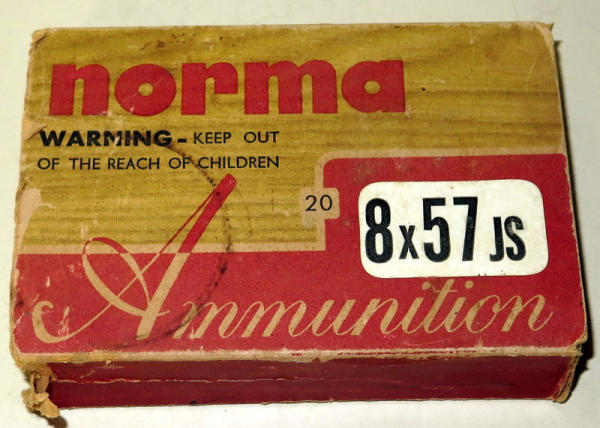 norma
WARNING - KEEP OUT
OF THE REACH OF CHILDREN
20
8x57 JS
Ammunition